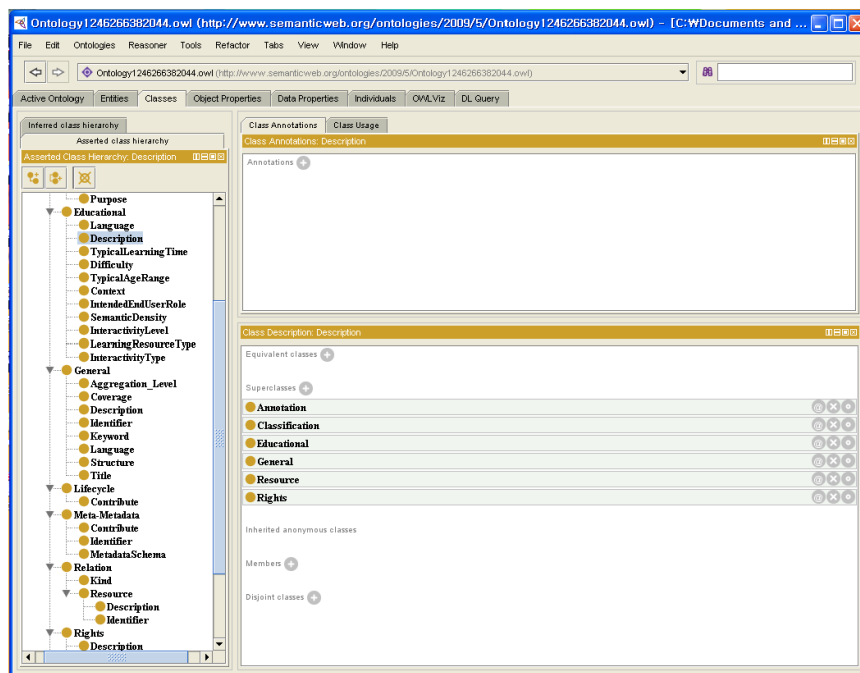 Ontology1246266382044.owl (http://www.semanticweb.org/ontologies/2009/5/Ontology1246266382044.owl) - [C:₩Documents and ...
File Edit Ontologies Reasoner Tools Refactor Tabs View Window Help
Ontology1246266382044.owl (http://www.semanticweb.org/ontologies/2009/5/Ontology1246266382044.owl)
Active Ontology Entities Classes Object Properties Data Properties Individuals OWLViz DL Query
Inferred class hierarchy
Asserted class hierarchy
Asserted Class Hierarchy: Description
Purpose
Educational
Language
Description
TypicalLearningTime
Difficulty
TypicalAgeRange
Context
IntendedEndUserRole
SemanticDensity
InteractivityLevel
LearningResourceType
InteractivityType
General
Aggregation_Level
Coverage
Description
Identifier
Keyword
Language
Structure
Title
Lifecycle
Contribute
Meta-Metadata
Contribute
Identifier
MetadataSchema
Relation
Kind
Resource
Description
Identifier
Rights
Description
Class Annotations Class Usage
Class Annotations: Description
Annotations
Class Description: Description
Equivalent classes
Superclasses
Annotation
Classification
Educational
General
Resource
Rights
Inherited anonymous classes
Members
Disjoint classes